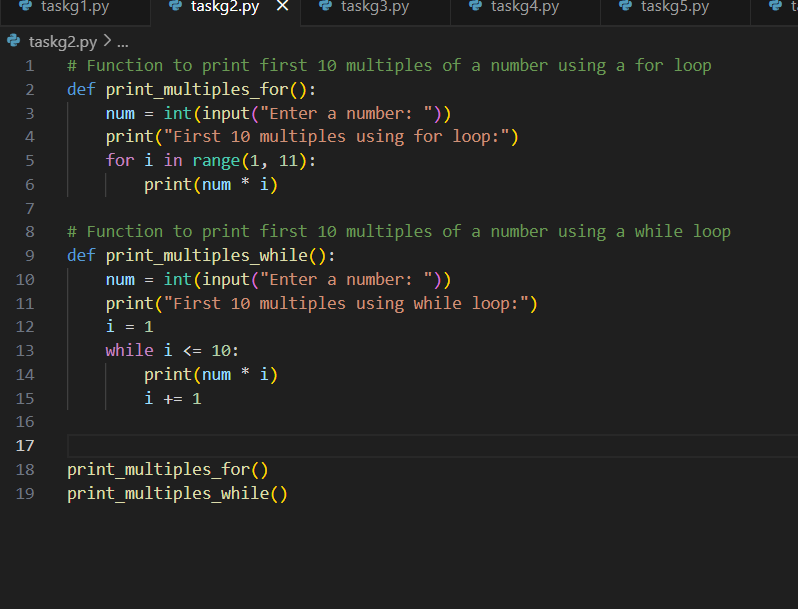 taskg1.py taskg2.py × taskg3.py taskg4.py taskg5.py
taskg2.py > ...
1 # Function to print first 10 multiples of a number using a for loop
2 def print_multiples_for():
3     num = int(input("Enter a number: "))
4     print("First 10 multiples using for loop:")
5     for i in range(1, 11):
6         print(num * i)
7
8 # Function to print first 10 multiples of a number using a while loop
9 def print_multiples_while():
10     num = int(input("Enter a number: "))
11     print("First 10 multiples using while loop:")
12     i = 1
13     while i <= 10:
14         print(num * i)
15         i += 1
16
17
18 print_multiples_for()
19 print_multiples_while()